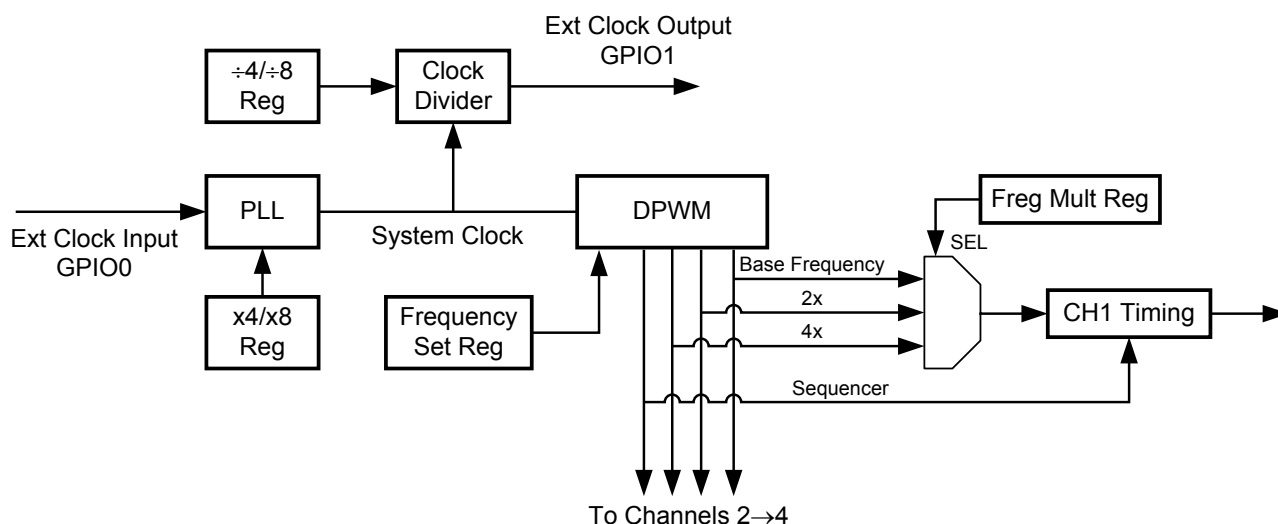 Ext Clock Output
GPIO1
÷4/÷8
Reg
Clock
Divider
PLL
DPWM
Freg Mult Reg
Ext Clock Input
GPIO0
System Clock
SEL
Base Frequency
x4/x8
Reg
Frequency
Set Reg
2x
CH1 Timing
4x
Sequencer
To Channels 2→4